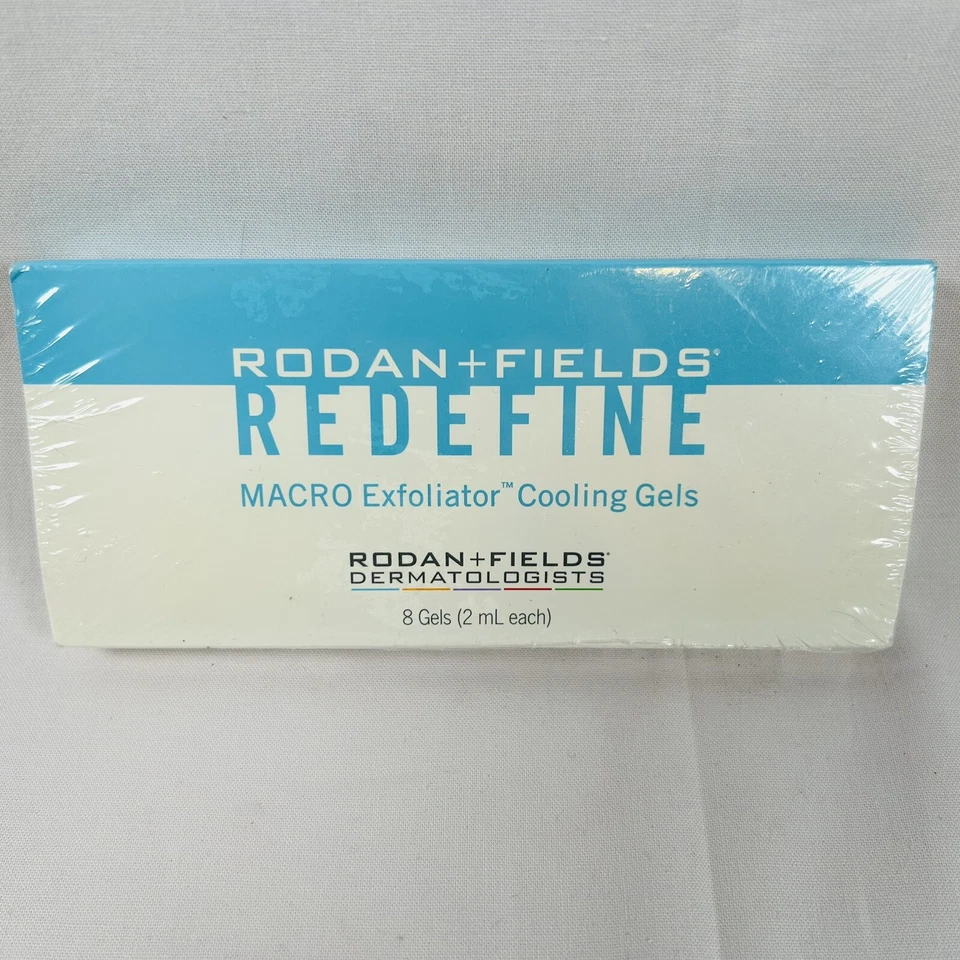 RODAN+FIELDS®
REDEFINE
MACRO Exfoliator™ Cooling Gels
RODAN+FIELDS®
DERMATOLOGISTS
8 Gels (2 mL each)